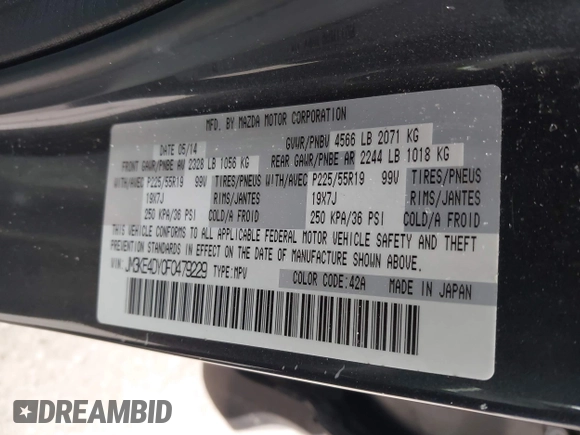 MFD. BY MAZDA MOTOR CORPORATION
DATE 05/14 GVWR/PNBV 4566 LB 2071 KG
FRONT GAWR/PNBE AV 2328 LB 1056 KG REAR GAWR/PNBE AR 2244 LB 1018 KG
WITH/AVEC P225/55R19 99V TIRES/PNEUS WITH/AVEC P225/55R19 99V TIRES/PNEUS
19X7J RIMS/JANTES 19X7J RIMS/JANTES
250 KPA/36 PSI COLD/A FROID 250 KPA/36 PSI COLD/A FROID
THIS VEHICLE CONFORMS TO ALL APPLICABLE FEDERAL MOTOR VEHICLE SAFETY AND THEFT
PREVENTION STANDARDS IN EFFECT ON THE DATE OF MANUFACTURE SHOWN ABOVE.
VIN: JM3KE4DY0F0479229 TYPE:MPV COLOR CODE:42A MADE IN JAPAN
DREAMBID